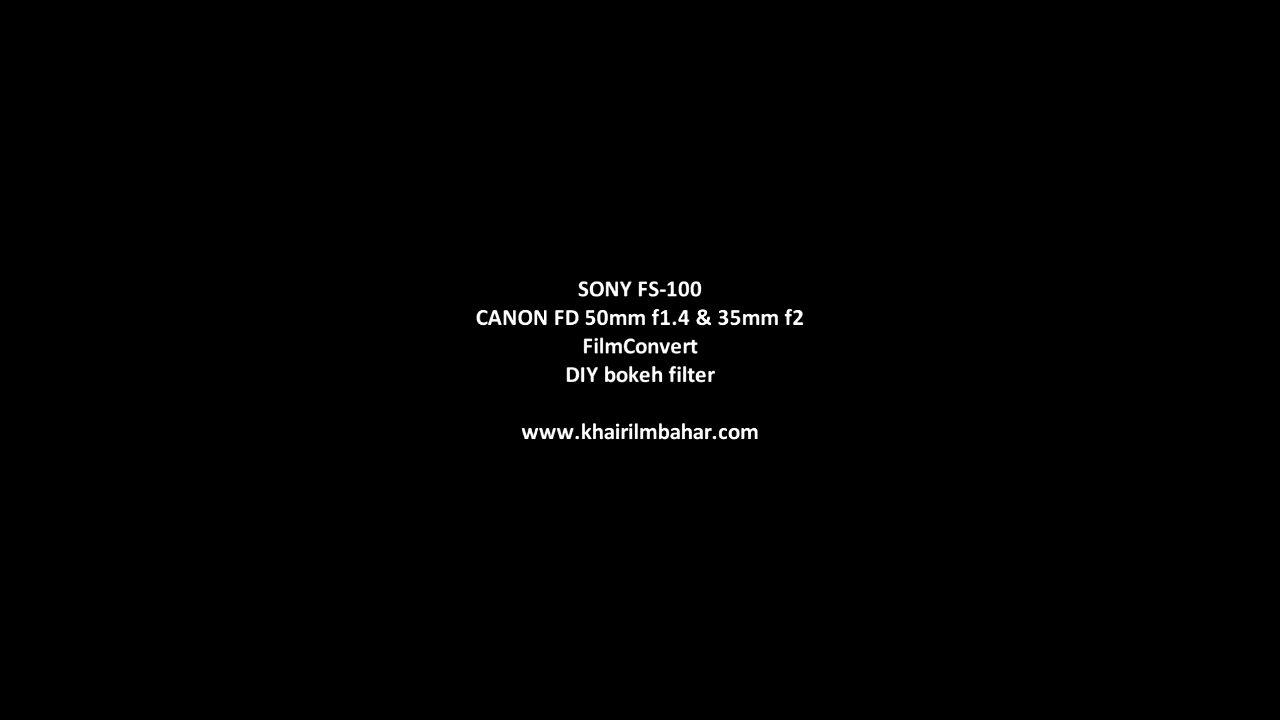 SONY FS-100
CANON FD 50mm f1.4 & 35mm f2
FilmConvert
DIY bokeh filter
www.khairilmbahar.com